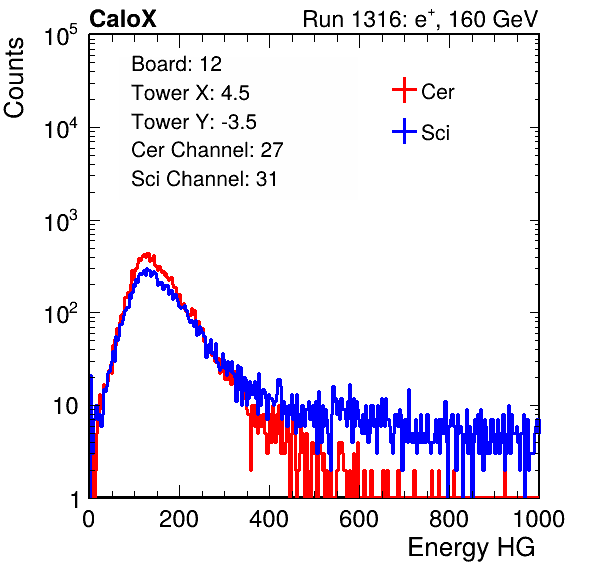 CaloX Run 1316: e⁺, 160 GeV
Counts
10⁵
10⁴
10³
10²
10
1
Board: 12
Tower X: 4.5
Tower Y: -3.5
Cer Channel: 27
Sci Channel: 31
Cer
Sci
0 200 400 600 800 1000
Energy HG